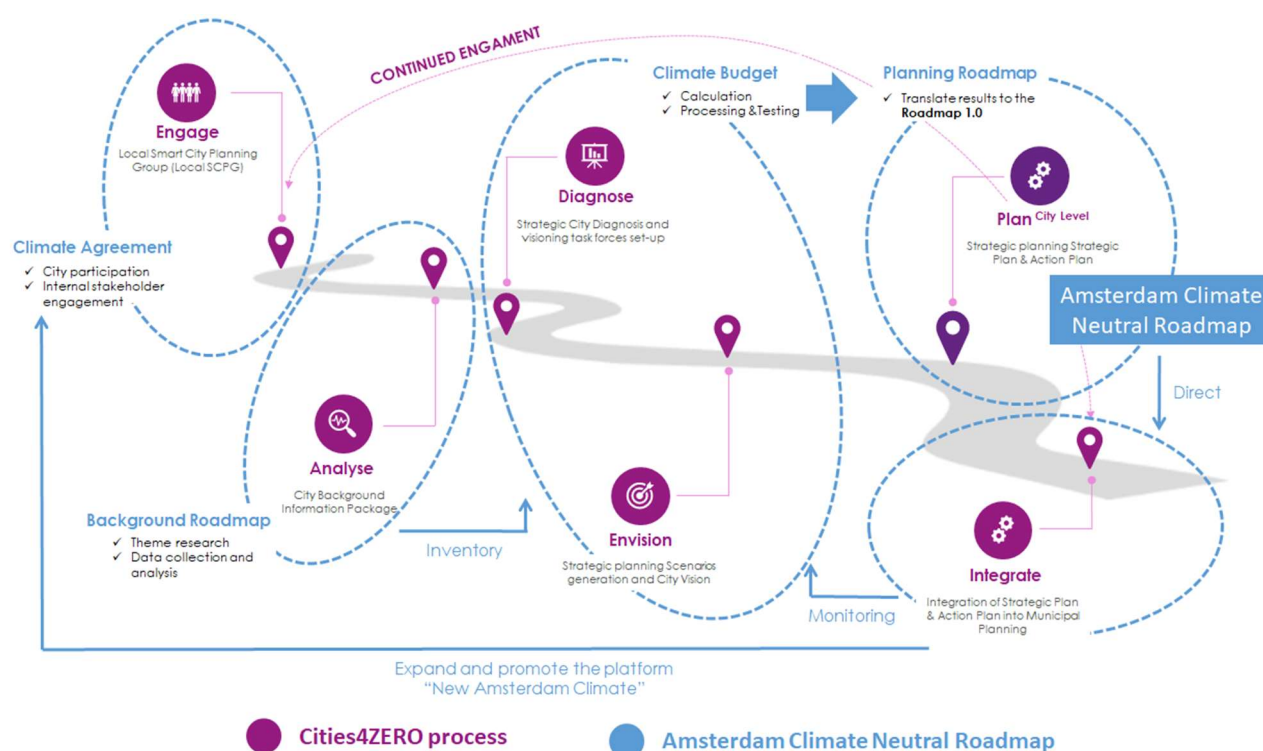 CONTINUED ENGAMENT
Engage
Local Smart City Planning
Group (Local SCPG)
Climate Agreement
✓ City participation
✓ Internal stakeholder
engagement
Analyse
City Background
Information Package
Background Roadmap
✓ Theme research
✓ Data collection and
analysis
Inventory
Climate Budget
✓ Calculation
✓ Processing &Testing
Diagnose
Strategic City Diagnosis and
visioning task forces set-up
Envision
Strategic planning Scenarios
generation and City Vision
Planning Roadmap
✓ Translate results to the
Roadmap 1.0
Plan City Level
Strategic planning Strategic
Plan & Action Plan
Amsterdam Climate
Neutral Roadmap
Direct
Integrate
Integration of Strategic Plan
& Action Plan into Municipal
Planning
Monitoring
Expand and promote the platform
“New Amsterdam Climate”
Cities4ZERO process
Amsterdam Climate Neutral Roadmap